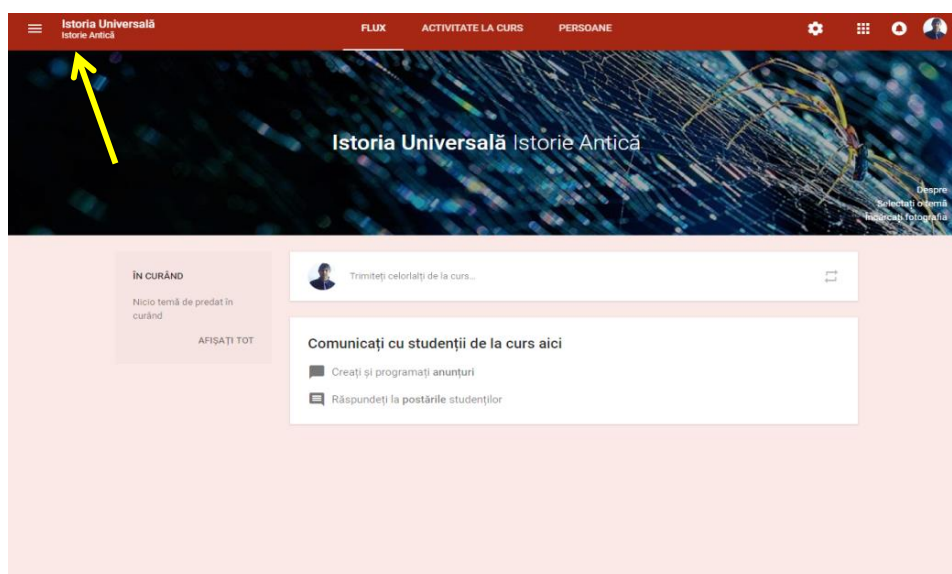 Istoria Universală
Istorie Antică
FLUX ACTIVITATE LA CURS PERSOANE
Istoria Universală Istorie Antică
Despre
Selectați o temă
Încărcați fotografia
ÎN CURÂND
Nicio temă de predat în
curând
AFIȘAȚI TOT
Trimiteți celorlalți de la curs...
Comunicați cu studenții de la curs aici
Creați și programați anunțuri
Răspundeți la postările studenților